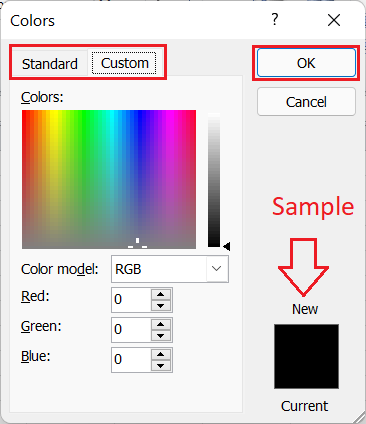 Colors
?
Standard
Custom
OK
Colors:
Cancel
Sample
Color model: RGB
Red: 0
New
Green: 0
Blue: 0
Current